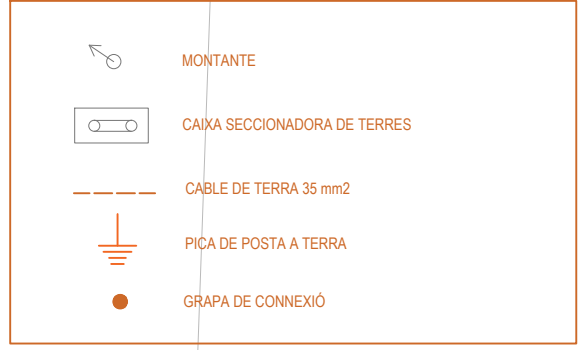 MONTANTE
CAIXA SECCIONADORA DE TERRES
CABLE DE TERRA 35 mm2
PICA DE POSTA A TERRA
GRAPA DE CONNEXIÓ